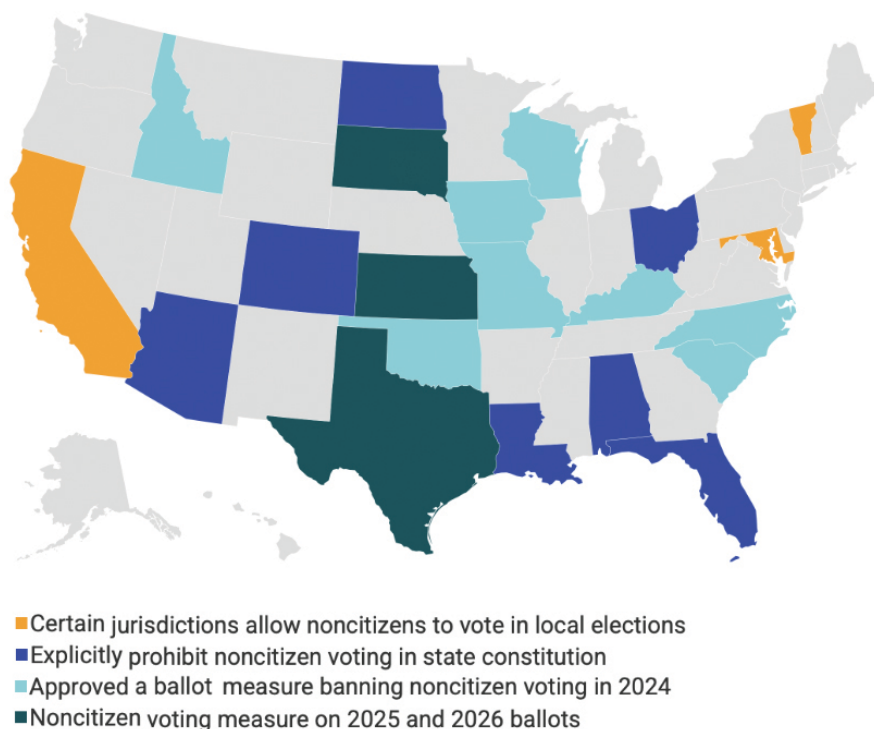 Certain jurisdictions allow noncitizens to vote in local elections
Explicitly prohibit noncitizen voting in state constitution
Approved a ballot measure banning noncitizen voting in 2024
Noncitizen voting measure on 2025 and 2026 ballots